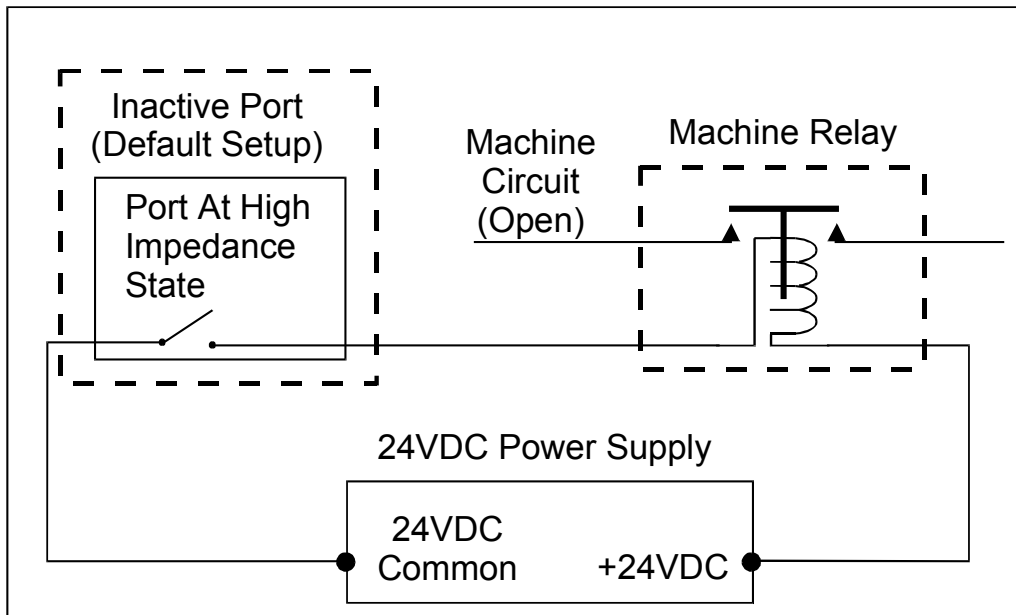 Inactive Port
(Default Setup)
Port At High
Impedance
State
Machine
Circuit
(Open)
Machine Relay
24VDC Power Supply
24VDC
Common
+24VDC